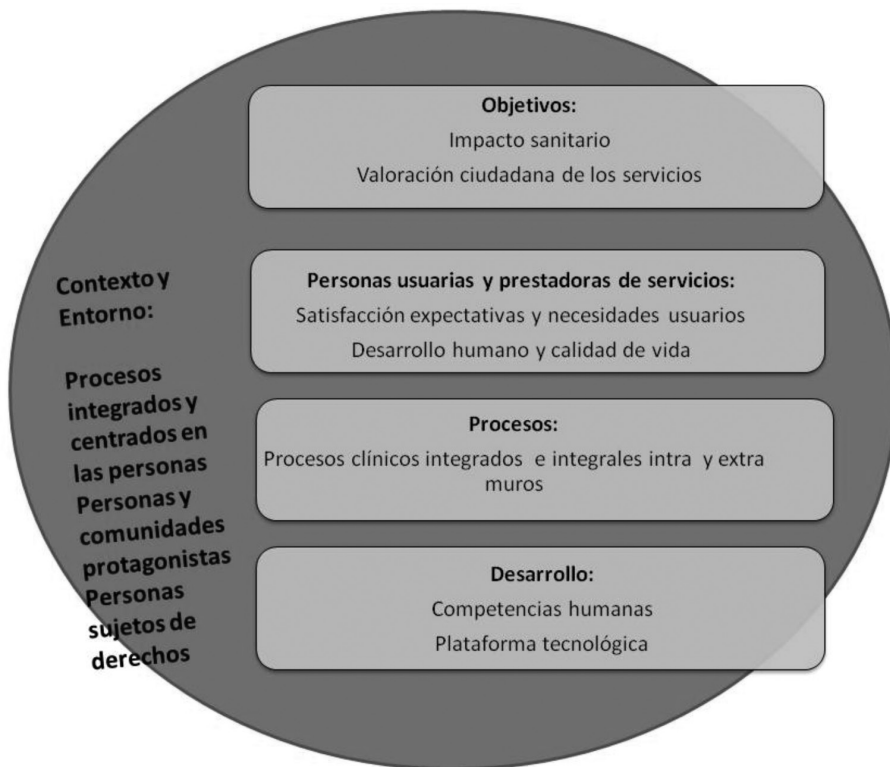 Objetivos:
Impacto sanitario
Valoración ciudadana de los servicios
Contexto y
Entorno:
Procesos
integrados y
centrados en
las personas
Personas y
comunidades
protagonistas
Personas
sujetos de
derechos
Personas usuarias y prestadoras de servicios:
Satisfacción expectativas y necesidades usuarios
Desarrollo humano y calidad de vida
Procesos:
Procesos clínicos integrados e integrales intra y extra
muros
Desarrollo:
Competencias humanas
Plataforma tecnológica